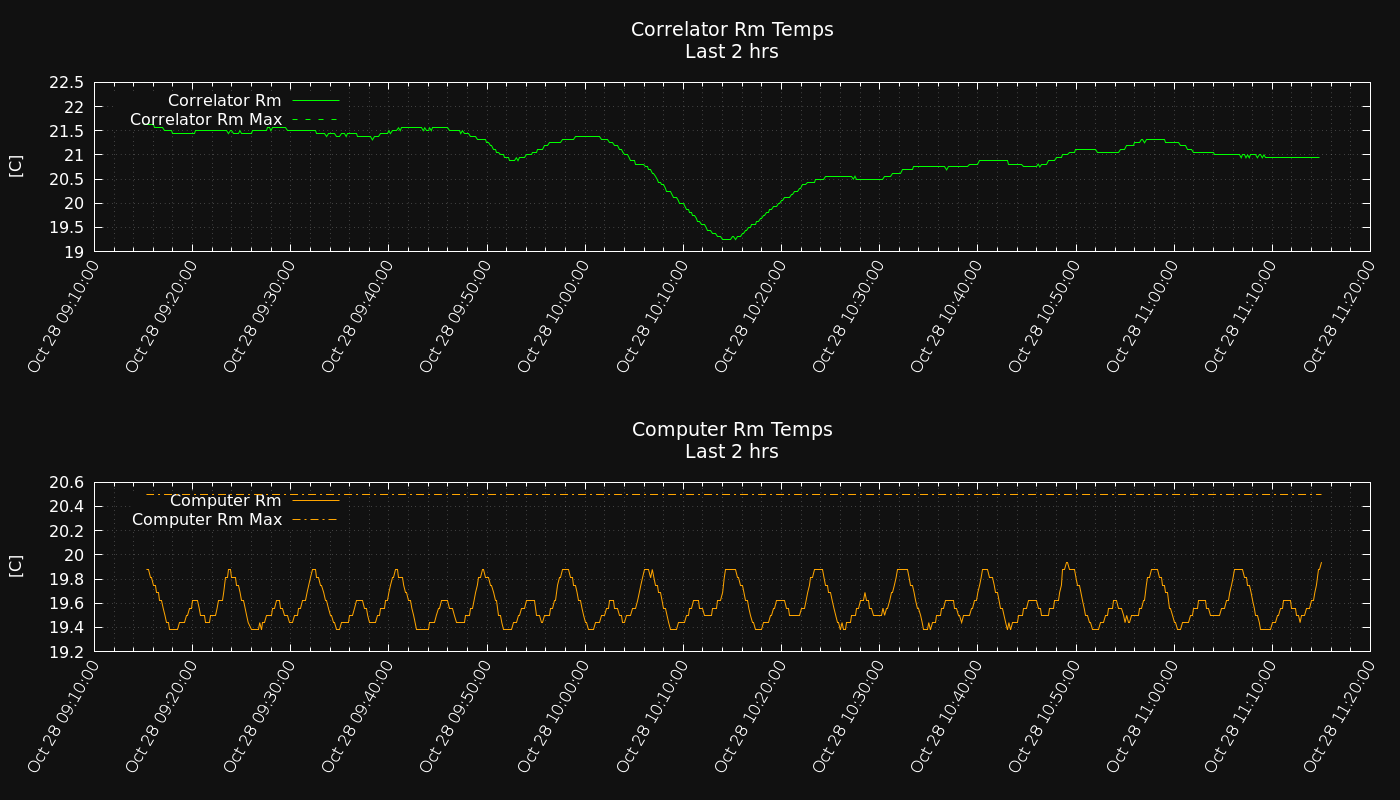 Correlator Rm Temps
Last 2 hrs
22.5
22
21.5
21
20.5
20
19.5
19
[C]
Correlator Rm
Correlator Rm Max
Oct 28 09:10:00
Oct 28 09:20:00
Oct 28 09:30:00
Oct 28 09:40:00
Oct 28 09:50:00
Oct 28 10:00:00
Oct 28 10:10:00
Oct 28 10:20:00
Oct 28 10:30:00
Oct 28 10:40:00
Oct 28 10:50:00
Oct 28 11:00:00
Oct 28 11:10:00
Oct 28 11:20:00
Computer Rm Temps
Last 2 hrs
20.6
20.4
20.2
20
19.8
19.6
19.4
19.2
[C]
Computer Rm
Computer Rm Max
Oct 28 09:10:00
Oct 28 09:20:00
Oct 28 09:30:00
Oct 28 09:40:00
Oct 28 09:50:00
Oct 28 10:00:00
Oct 28 10:10:00
Oct 28 10:20:00
Oct 28 10:30:00
Oct 28 10:40:00
Oct 28 10:50:00
Oct 28 11:00:00
Oct 28 11:10:00
Oct 28 11:20:00